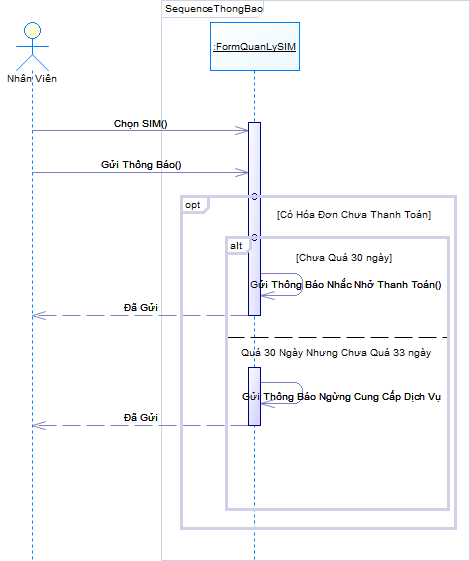 SequenceThongBao
:FormQuanLySIM
Nhân Viên
Chọn SIM()
Gửi Thông Báo()
opt
[Có Hóa Đơn Chưa Thanh Toán]
alt
[Chưa Quá 30 ngày]
Gửi Thông Báo Nhắc Nhở Thanh Toán()
Đã Gửi
Quá 30 Ngày Nhưng Chưa Quá 33 ngày
Gửi Thông Báo Ngừng Cung Cấp Dịch Vụ
Đã Gửi